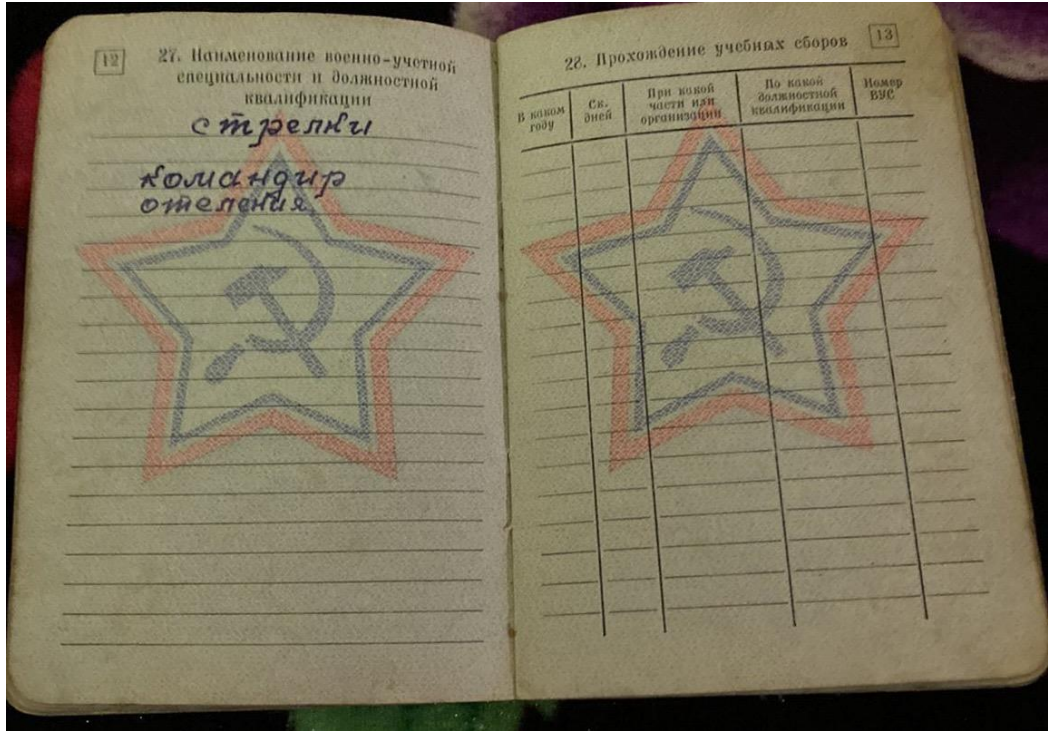 12
27. Наименование военно-учетной
специальности и должностной
квалификации
стрелки
командир
отеления
13
28. Прохождение учебных сборов
В каком
году
Ск.
дней
При какой
части или
организации
По какой
должностной
квалификации
Номер
ВУС